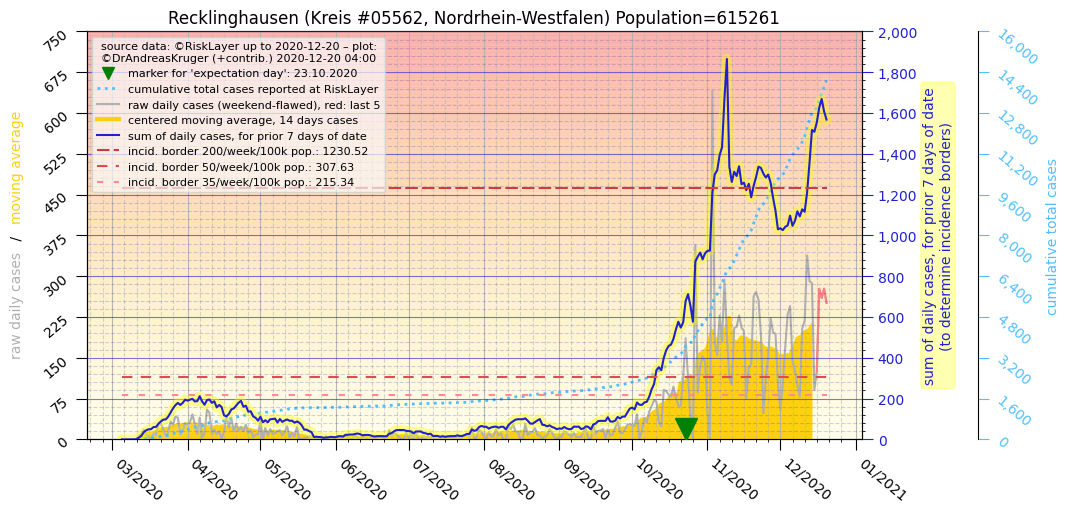 Recklinghausen (Kreis #05562, Nordrhein-Westfalen) Population=615261
source data: ©RiskLayer up to 2020-12-20 – plot:
©DrAndreasKruger (+contrib.) 2020-12-20 04:00
marker for 'expectation day': 23.10.2020
cumulative total cases reported at RiskLayer
raw daily cases (weekend-flawed), red: last 5
centered moving average, 14 days cases
sum of daily cases, for prior 7 days of date
incid. border 200/week/100k pop.: 1230.52
incid. border 50/week/100k pop.: 307.63
incid. border 35/week/100k pop.: 215.34
raw daily cases / moving average
750
675
600
525
450
375
300
225
150
75
0
03/2020
04/2020
05/2020
06/2020
07/2020
08/2020
09/2020
10/2020
11/2020
12/2020
01/2021
2,000
1,800
1,600
1,400
1,200
1,000
800
600
400
200
0
sum of daily cases, for prior 7 days of date
(to determine incidence borders)
16,000
14,400
12,800
11,200
9,600
8,000
6,400
4,800
3,200
1,600
0
cumulative total cases